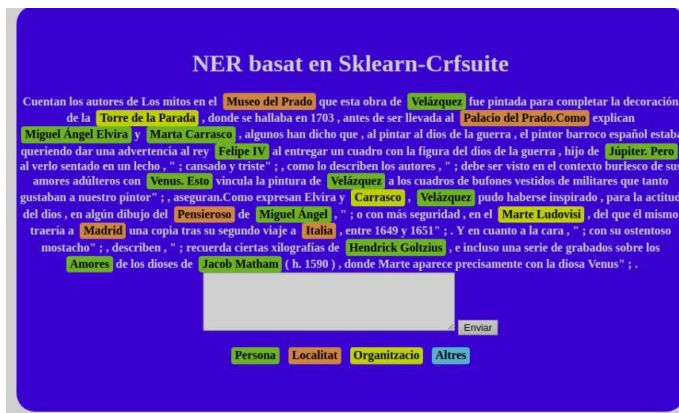 NER basat en Sklearn-Crfsuite
Cuentan los autores de Los mitos en el Museo del Prado que esta obra de Velázquez fue pintada para completar la decoración
de la Torre de la Parada , donde se hallaba en 1703 , antes de ser llevada al Palacio del Prado.Como explican
Miguel Ángel Elvira y Marta Carrasco , algunos han dicho que , al pintar al dios de la guerra , el pintor barroco español estaba
queriendo dar una advertencia al rey Felipe IV al entregar un cuadro con la figura del dios de la guerra , hijo de Júpiter. Pero
al verlo sentado en un lecho , " ; cansado y triste" ; , como lo describen los autores , " ; debe ser visto en el contexto burlesco de sus
amores adúlteros con Venus. Esto vincula la pintura de Velázquez a los cuadros de bufones vestidos de militares que tanto
gustaban a nuestro pintor" ; , aseguran.Como expresan Elvira y Carrasco , Velázquez pudo haberse inspirado , para la actitud
del dios , en algún dibujo del Pensieroso de Miguel Ángel , " ; o con más seguridad , en el Marte Ludovisi , del que él mismo
traería a Madrid una copia tras su segundo viaje a Italia , entre 1649 y 1651" ; . Y en cuanto a la cara , " ; con su ostentoso
mostacho" ; , describen , " ; recuerda ciertas xilografías de Hendrick Goltzius , e incluso una serie de grabados sobre los
Amores de los dioses de Jacob Matham ( h. 1590 ) , donde Marte aparece precisamente con la diosa Venus" ; .
Enviar
Persona Localitat Organització Altres